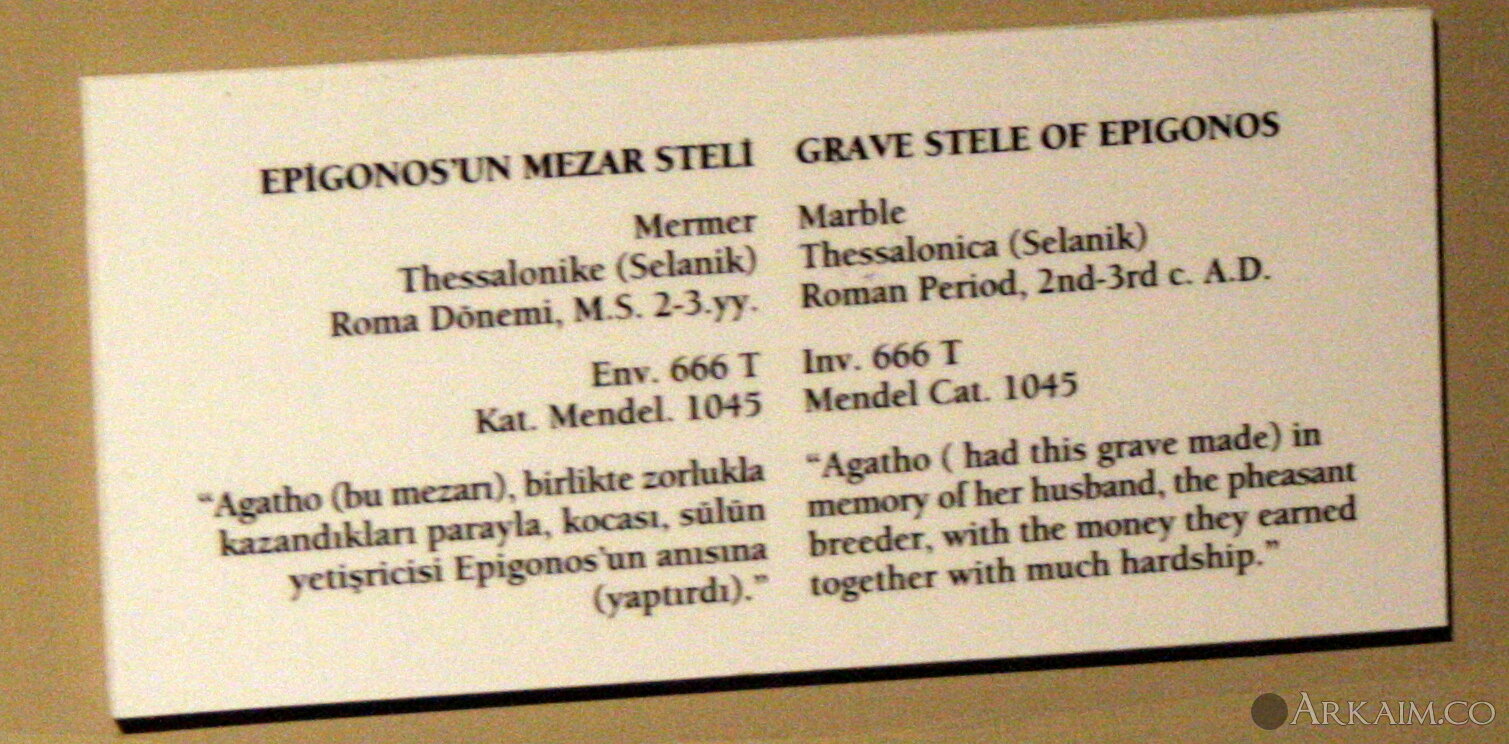 EPİGONOS'UN MEZAR STELİ
Mermer
Thessalonike (Selanik)
Roma Dönemi, M.S. 2-3.yy.
Env. 666 T
Kat. Mendel. 1045
“Agatho (bu mezarı), birlikte zorlukla
kazandıkları parayla, kocası, sülün
yetişricisi Epigonos'un anısına
(yaptırdı).”
GRAVE STELE OF EPIGONOS
Marble
Thessalonica (Selanik)
Roman Period, 2nd-3rd c. A.D.
Inv. 666 T
Mendel Cat. 1045
“Agatho ( had this grave made) in
memory of her husband, the pheasant
breeder, with the money they earned
together with much hardship.”
ARKAIM.CO